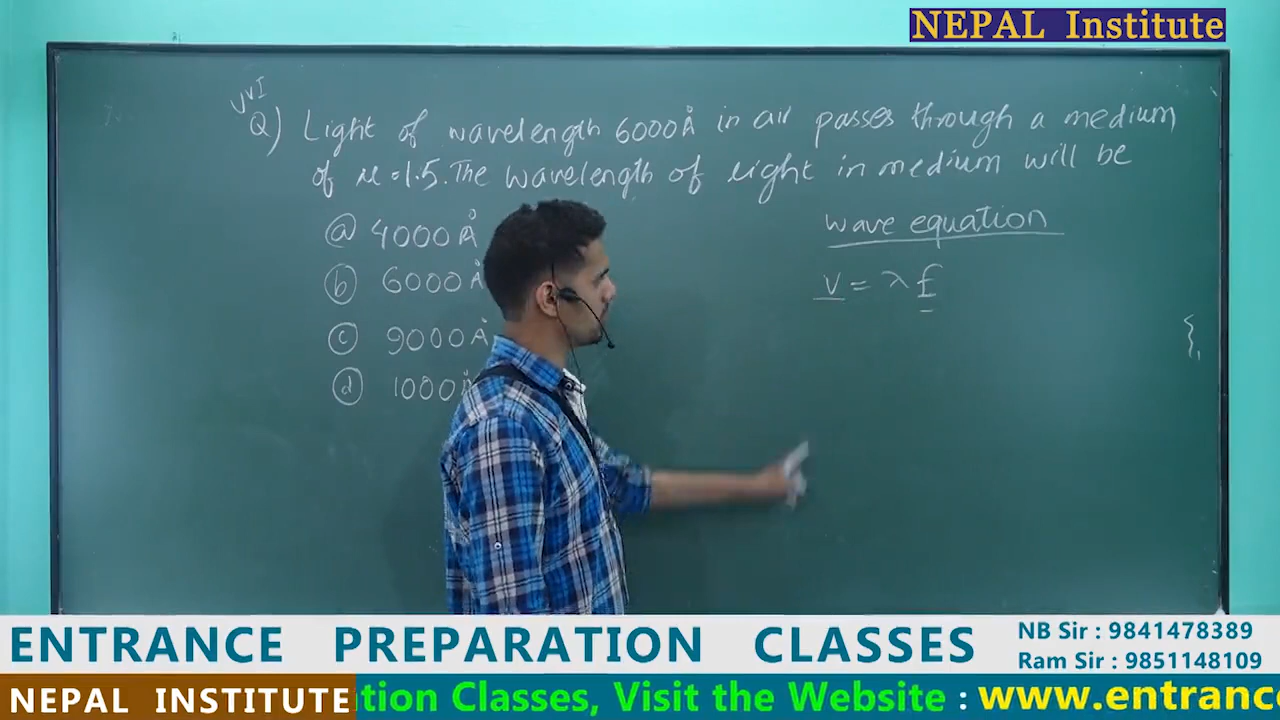 NEPAL Institute
VVI
Q) Light of wavelength 6000Å in air passes through a medium
of μ=1.5. The wavelength of light in medium will be
ⓐ 4000Å
ⓑ 6000Å
ⓒ 9000Å
ⓓ 1000Å
wave equation
v = λ f
ENTRANCE PREPARATION CLASSES
NB Sir : 9841478389
Ram Sir : 9851148109
NEPAL INSTITUTE
tion Classes, Visit the Website : www.entranc